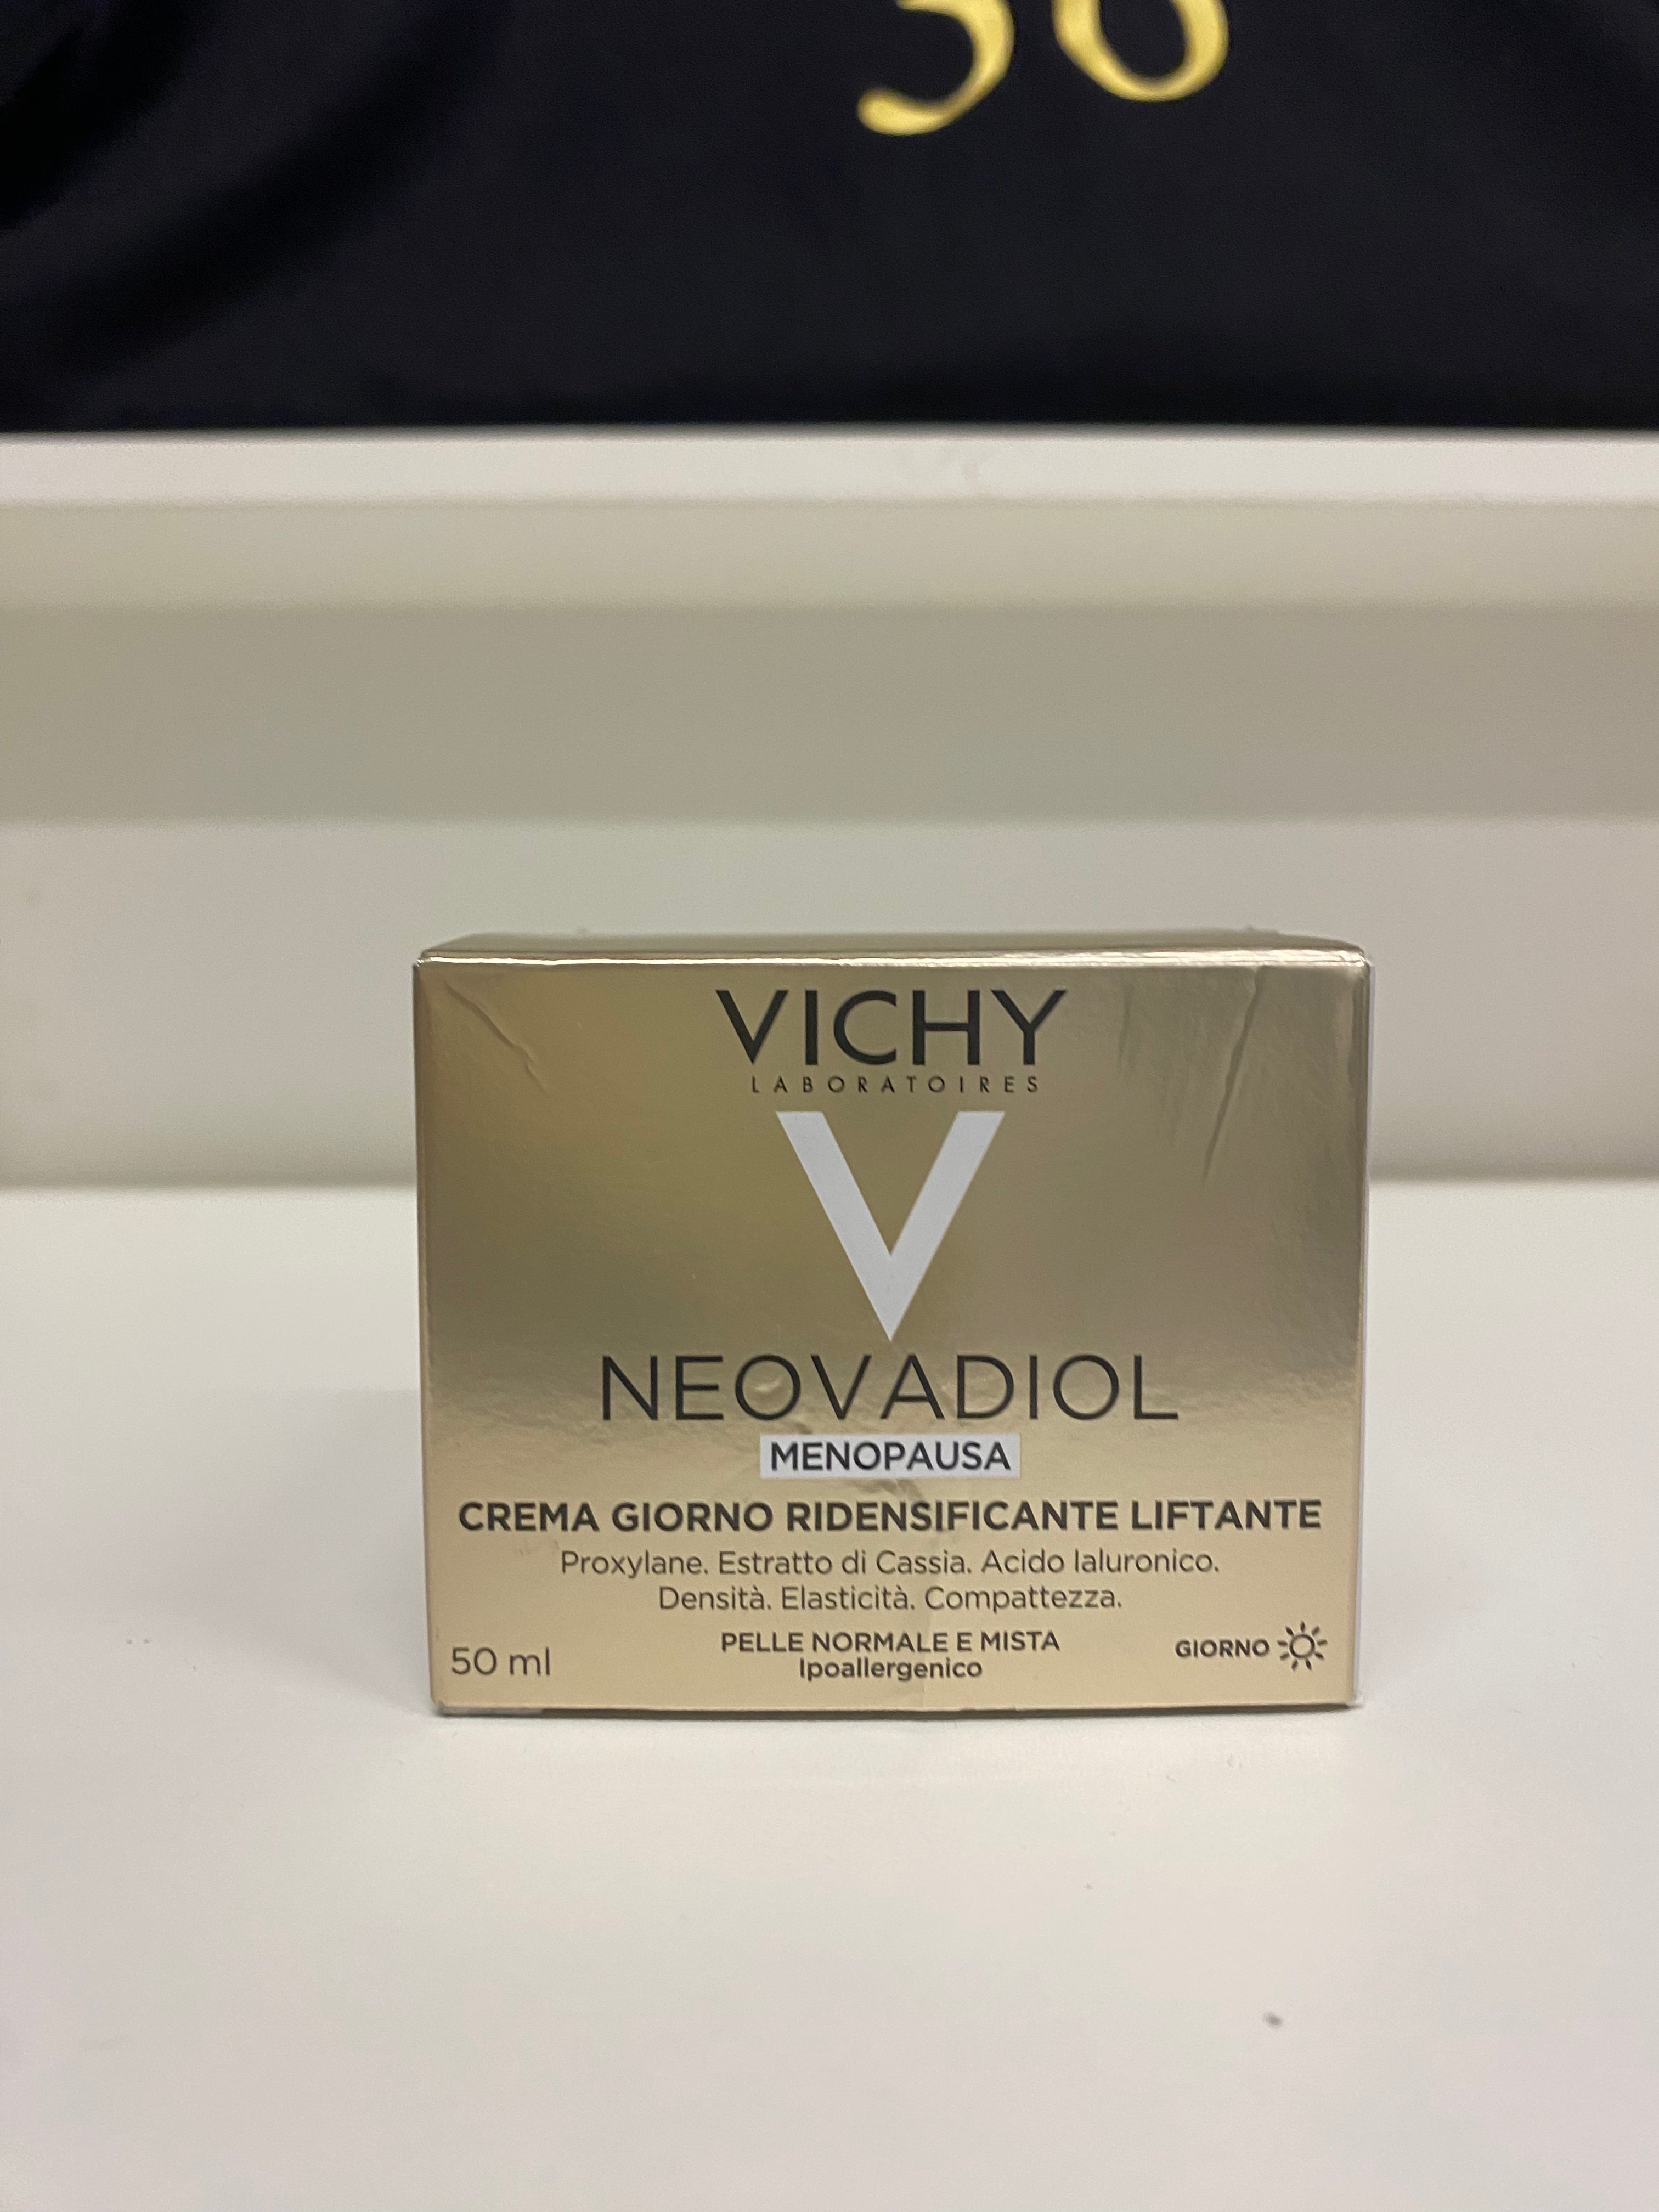 VICHY
LABORATOIRES
V
NEOVADIOL
MENOPAUSA
CREMA GIORNO RIDENSIFICANTE LIFTANTE
Proxylane. Estratto di Cassia. Acido Ialuronico.
Densità. Elasticità. Compattezza.
PELLE NORMALE E MISTA
Ipoallergenico
50 ml
GIORNO